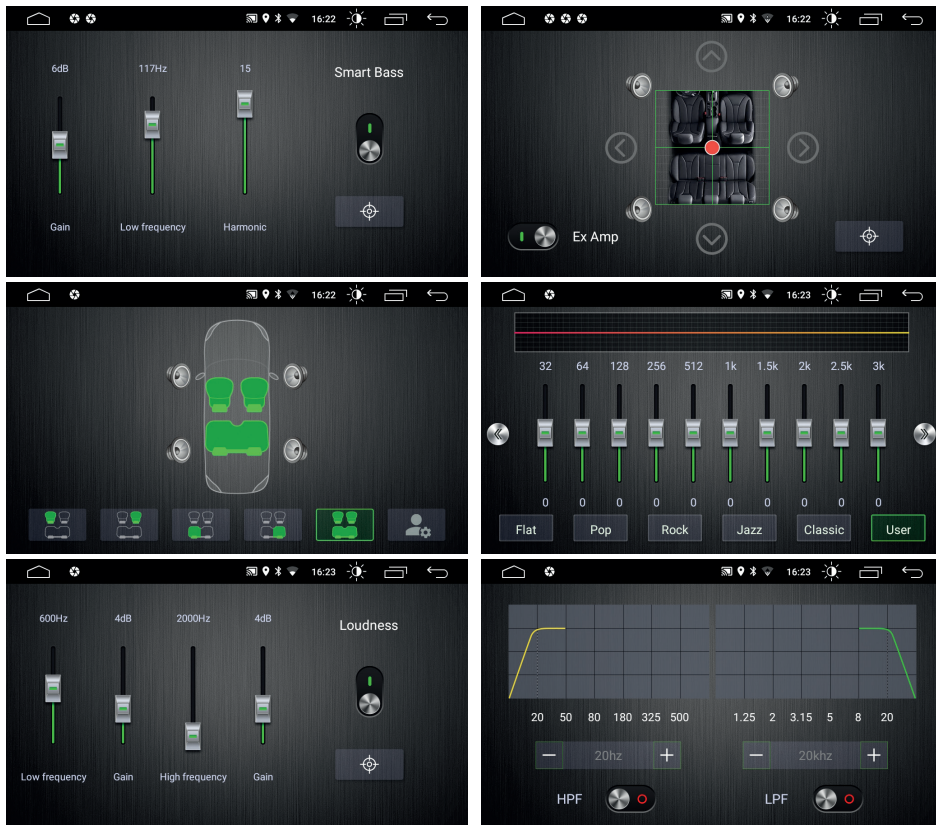 16:22
6dB 117Hz 15
Smart Bass
Gain Low frequency Harmonic
16:22
Ex Amp
16:22
16:23
32 64 128 256 512 1k 1.5k 2k 2.5k 3k
0 0 0 0 0 0 0 0 0 0
Flat Pop Rock Jazz Classic User
16:23
600Hz 4dB 2000Hz 4dB
Loudness
Low frequency Gain High frequency Gain
16:23
20 50 80 180 325 500 1.25 2 3.15 5 8 20
20hz 20khz
HPF LPF